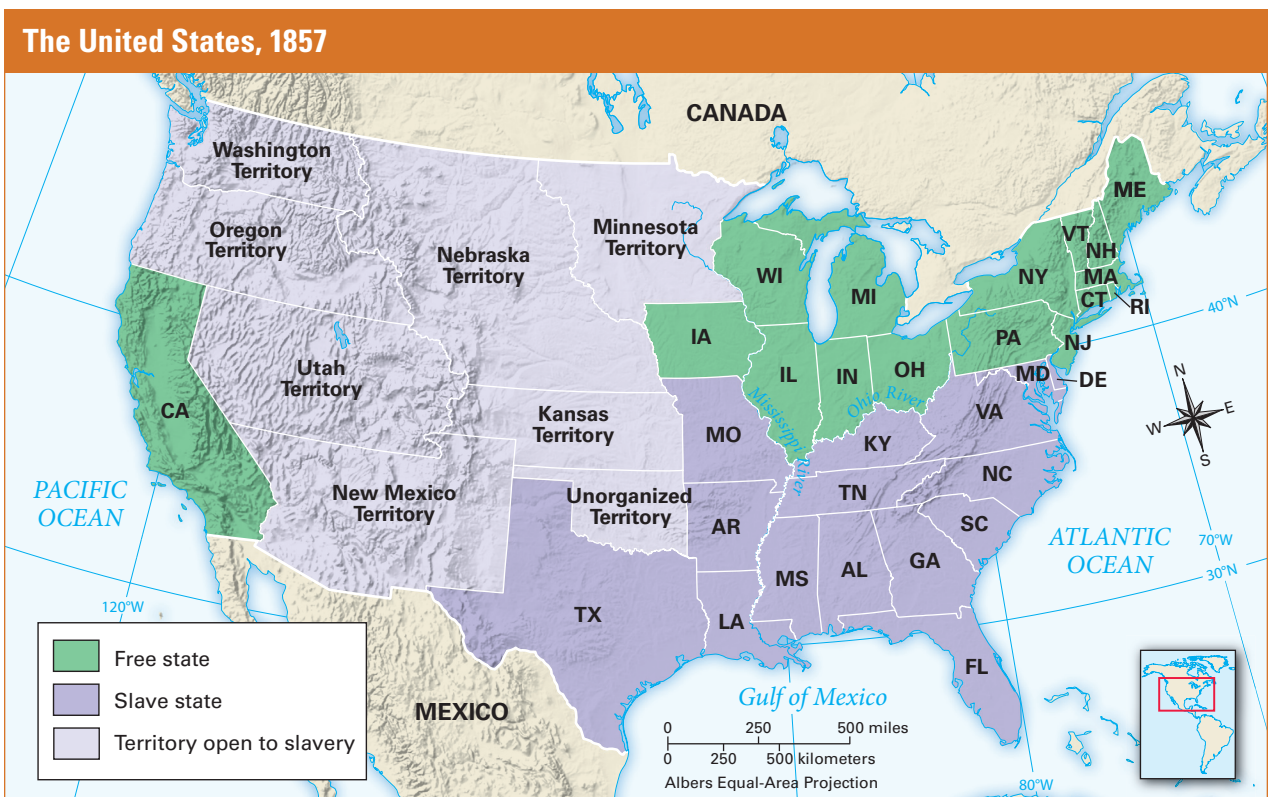 The United States, 1857
CANADA
Washington
Territory
Oregon
Territory
Nebraska
Territory
Minnesota
Territory
ME
VT
NH
NY
MA
CT
RI
WI
MI
40°N
IA
PA
NJ
Utah
Territory
IL
IN
OH
MD
DE
N
E
W
S
CA
Kansas
Territory
MO
Mississippi River
Ohio River
KY
VA
PACIFIC
OCEAN
New Mexico
Territory
Unorganized
Territory
TN
NC
AR
SC
ATLANTIC
OCEAN
70°W
30°N
MS
AL
GA
120°W
TX
LA
FL
Free state
Slave state
Territory open to slavery
MEXICO
Gulf of Mexico
0 250 500 miles
0 250 500 kilometers
Albers Equal-Area Projection
80°W